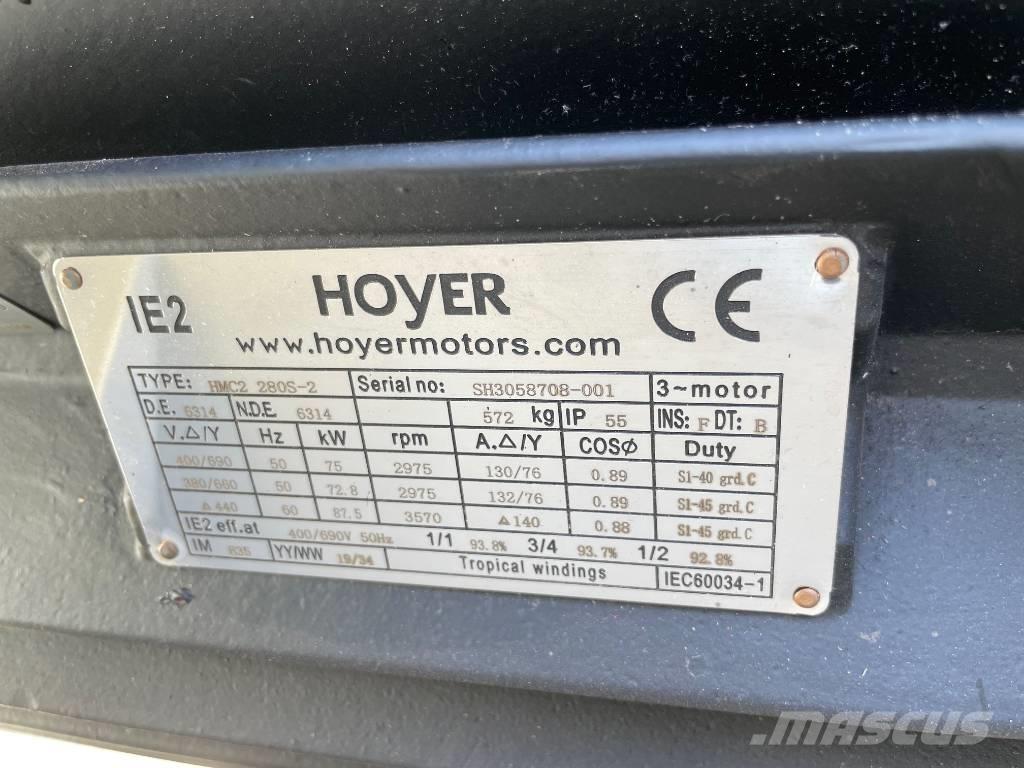 IE2 HOYER CE
www.hoyermotors.com
TYPE: HMC2 280S-2 Serial no: SH3058708-001 3~motor
D.E. 6314 N.D.E. 6314 572 kg IP 55 INS: F DT: B
V.△/Y Hz kW rpm A.△/Y COSØ Duty
400/690 50 75 2975 130/76 0.89 S1-40 grd.C
380/660 50 72.8 2975 132/76 0.89 S1-45 grd.C
△440 60 87.5 3570 △140 0.88 S1-45 grd.C
IE2 eff.at 400/690V 50Hz 1/1 93.8% 3/4 93.7% 1/2 92.8%
IM B35 YY/WW 19/34 Tropical windings IEC60034-1
MASCUS